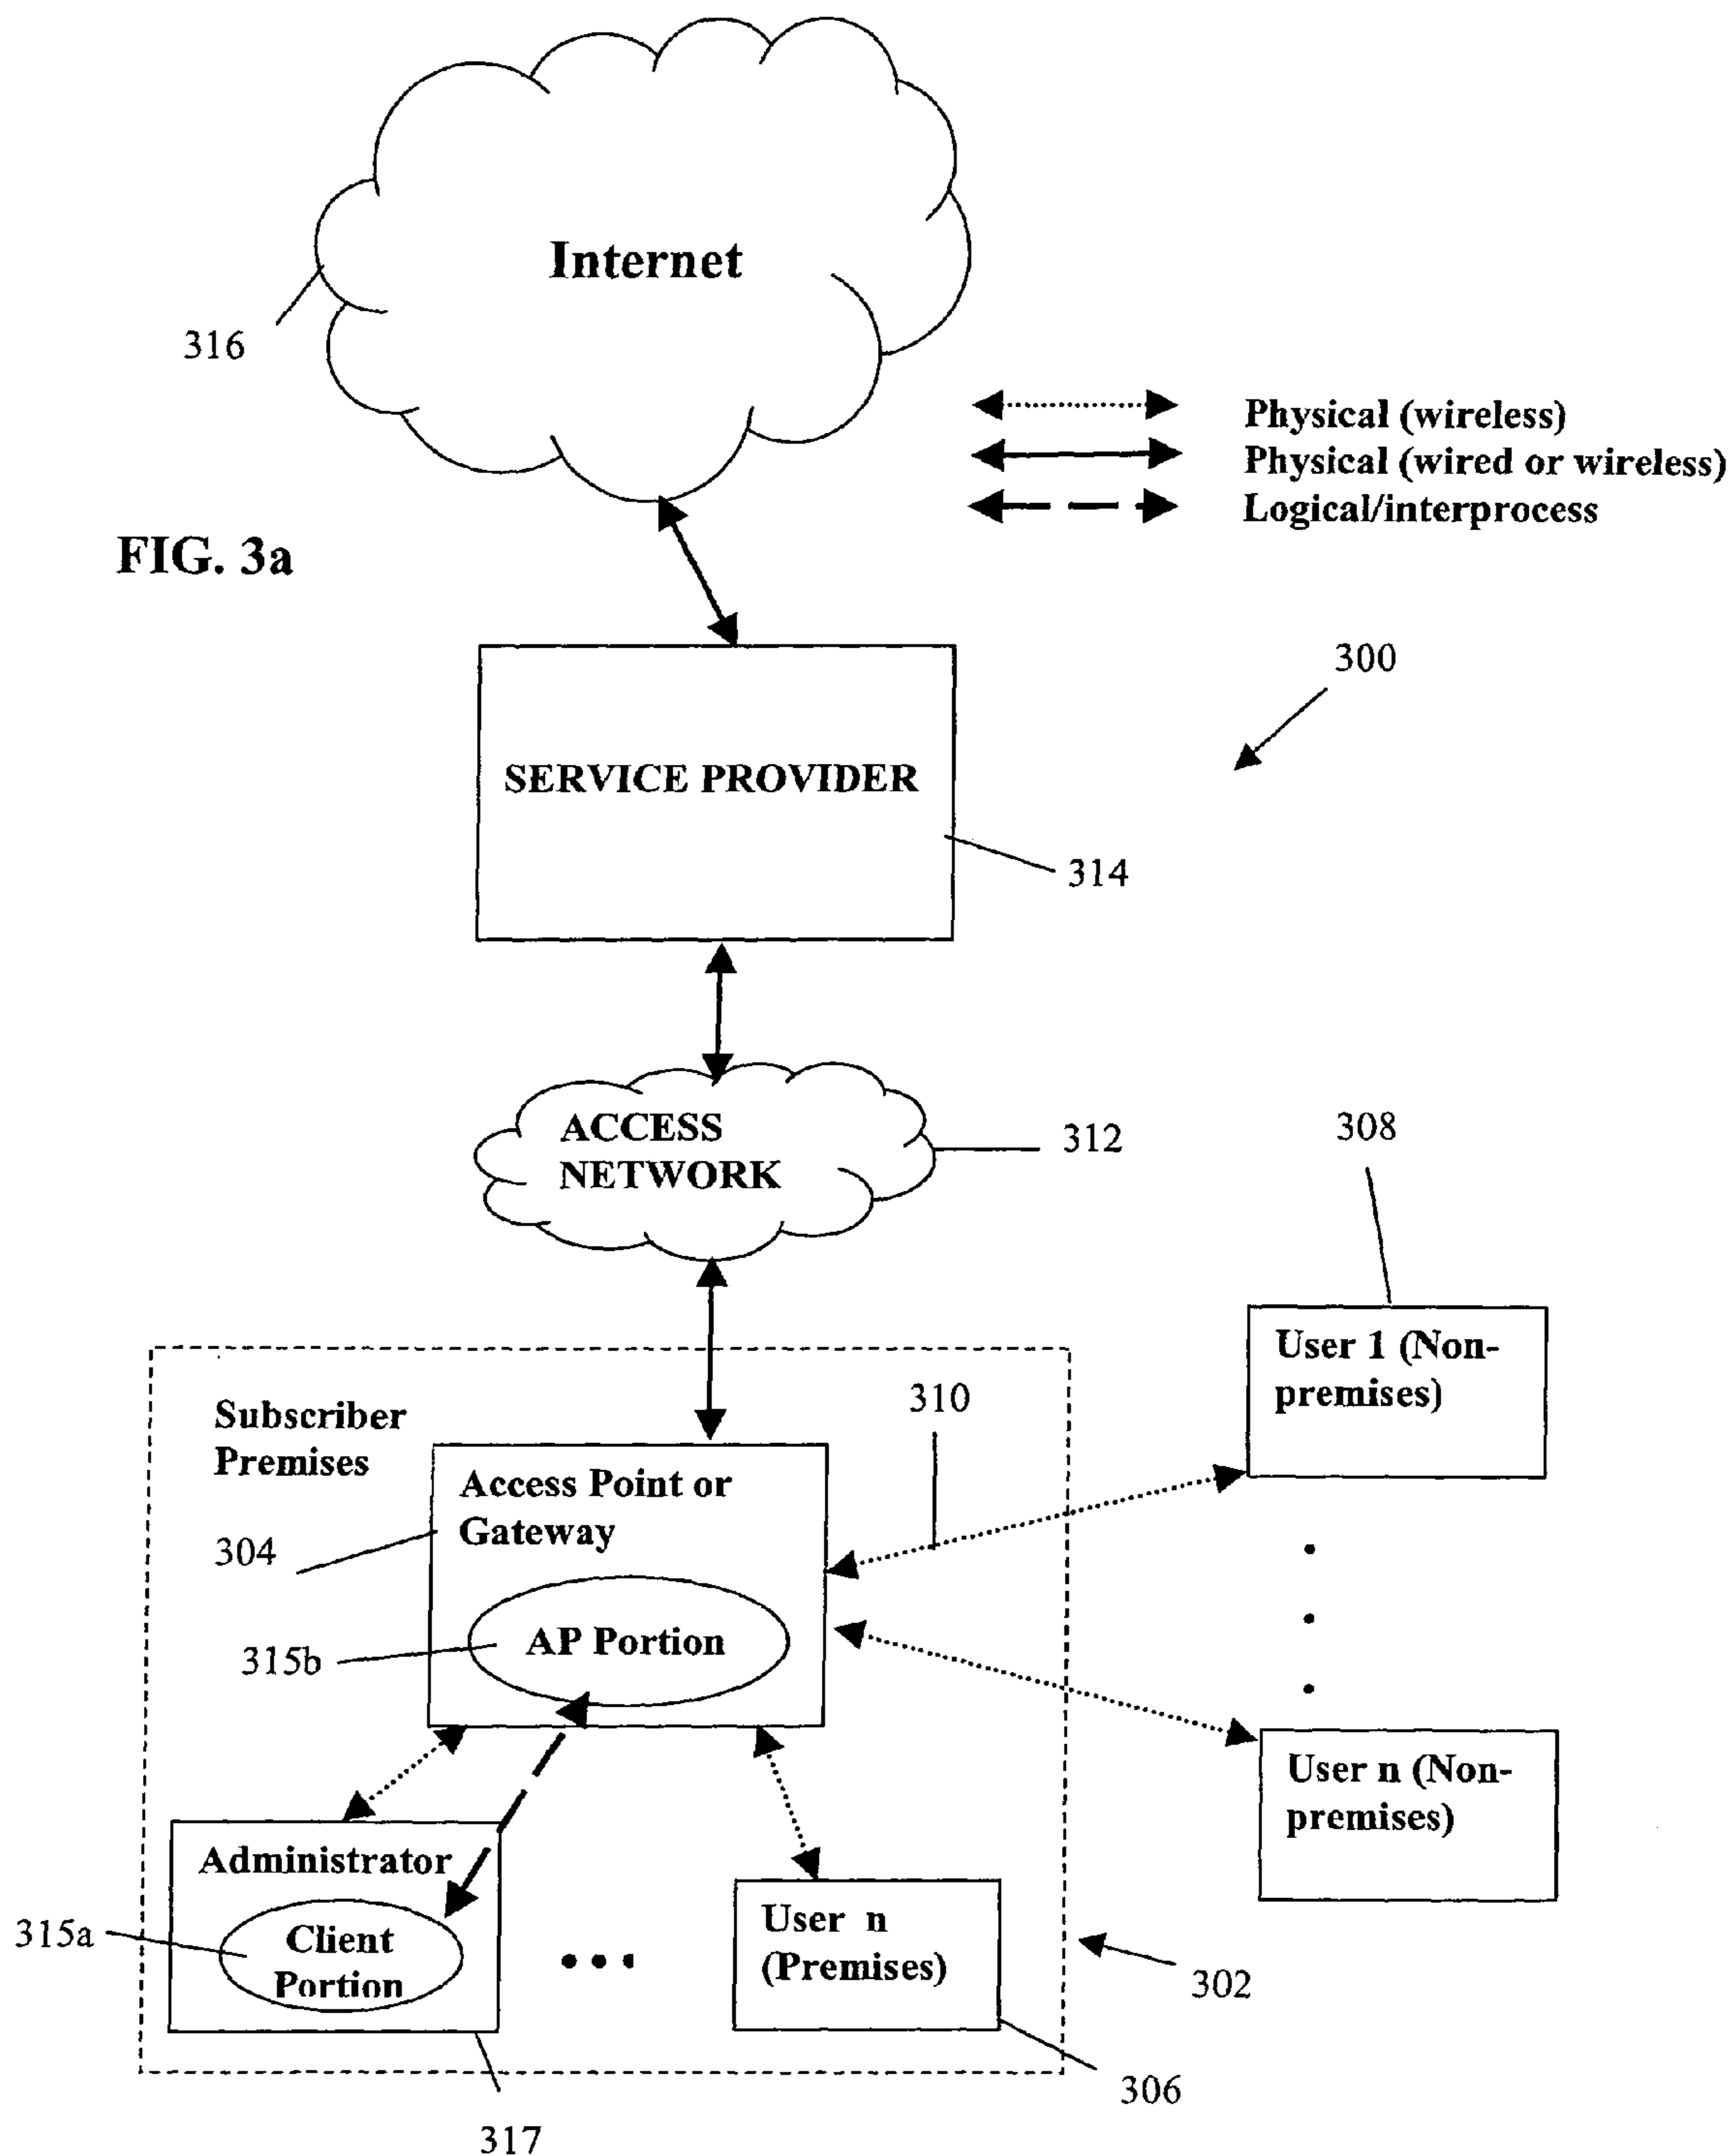 Internet
316
Physical (wireless)
Physical (wired or wireless)
Logical/interprocess
FIG. 3a
300
SERVICE PROVIDER
314
ACCESS
NETWORK
312
308
User 1 (Non-
premises)
310
Subscriber
Premises
Access Point or
Gateway
304
AP Portion
315b
User n (Non-
premises)
Administrator
Client
Portion
315a
User n
(Premises)
302
306
317